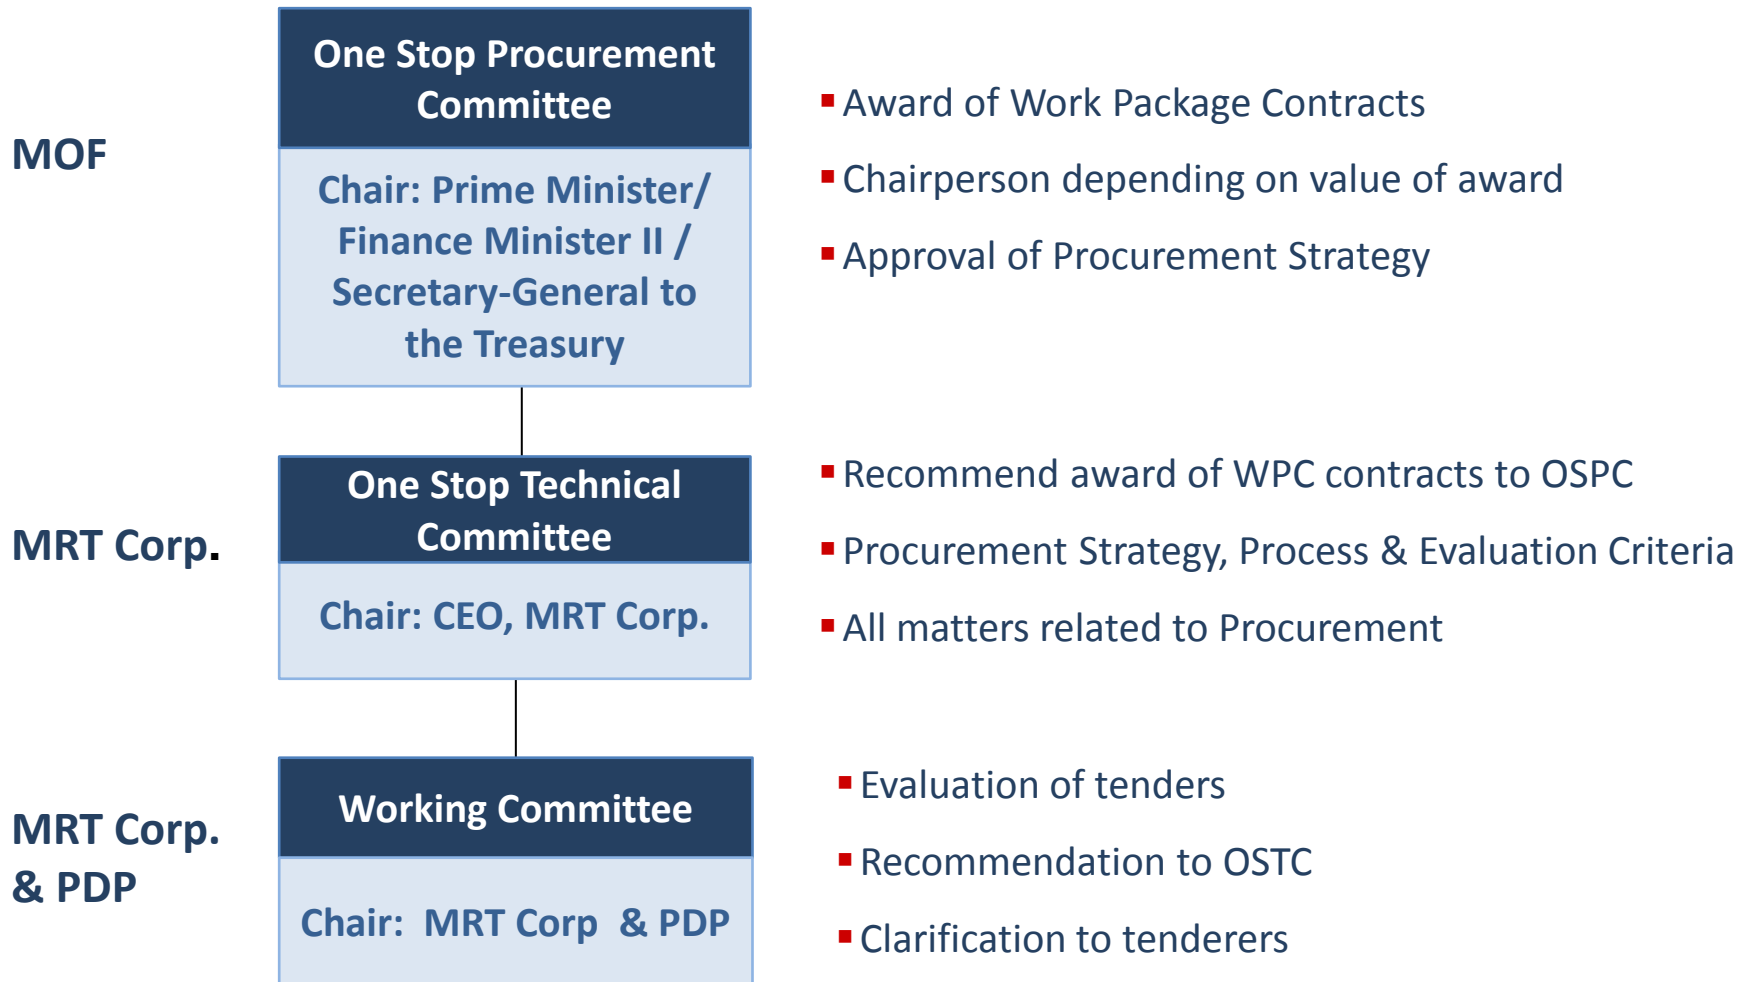 MOF
One Stop Procurement
Committee
Chair: Prime Minister/
Finance Minister II /
Secretary-General to
the Treasury
▪Award of Work Package Contracts
▪Chairperson depending on value of award
▪Approval of Procurement Strategy
MRT Corp.
One Stop Technical
Committee
Chair: CEO, MRT Corp.
▪Recommend award of WPC contracts to OSPC
▪Procurement Strategy, Process & Evaluation Criteria
▪All matters related to Procurement
MRT Corp.
& PDP
Working Committee
Chair: MRT Corp & PDP
▪Evaluation of tenders
▪Recommendation to OSTC
▪Clarification to tenderers